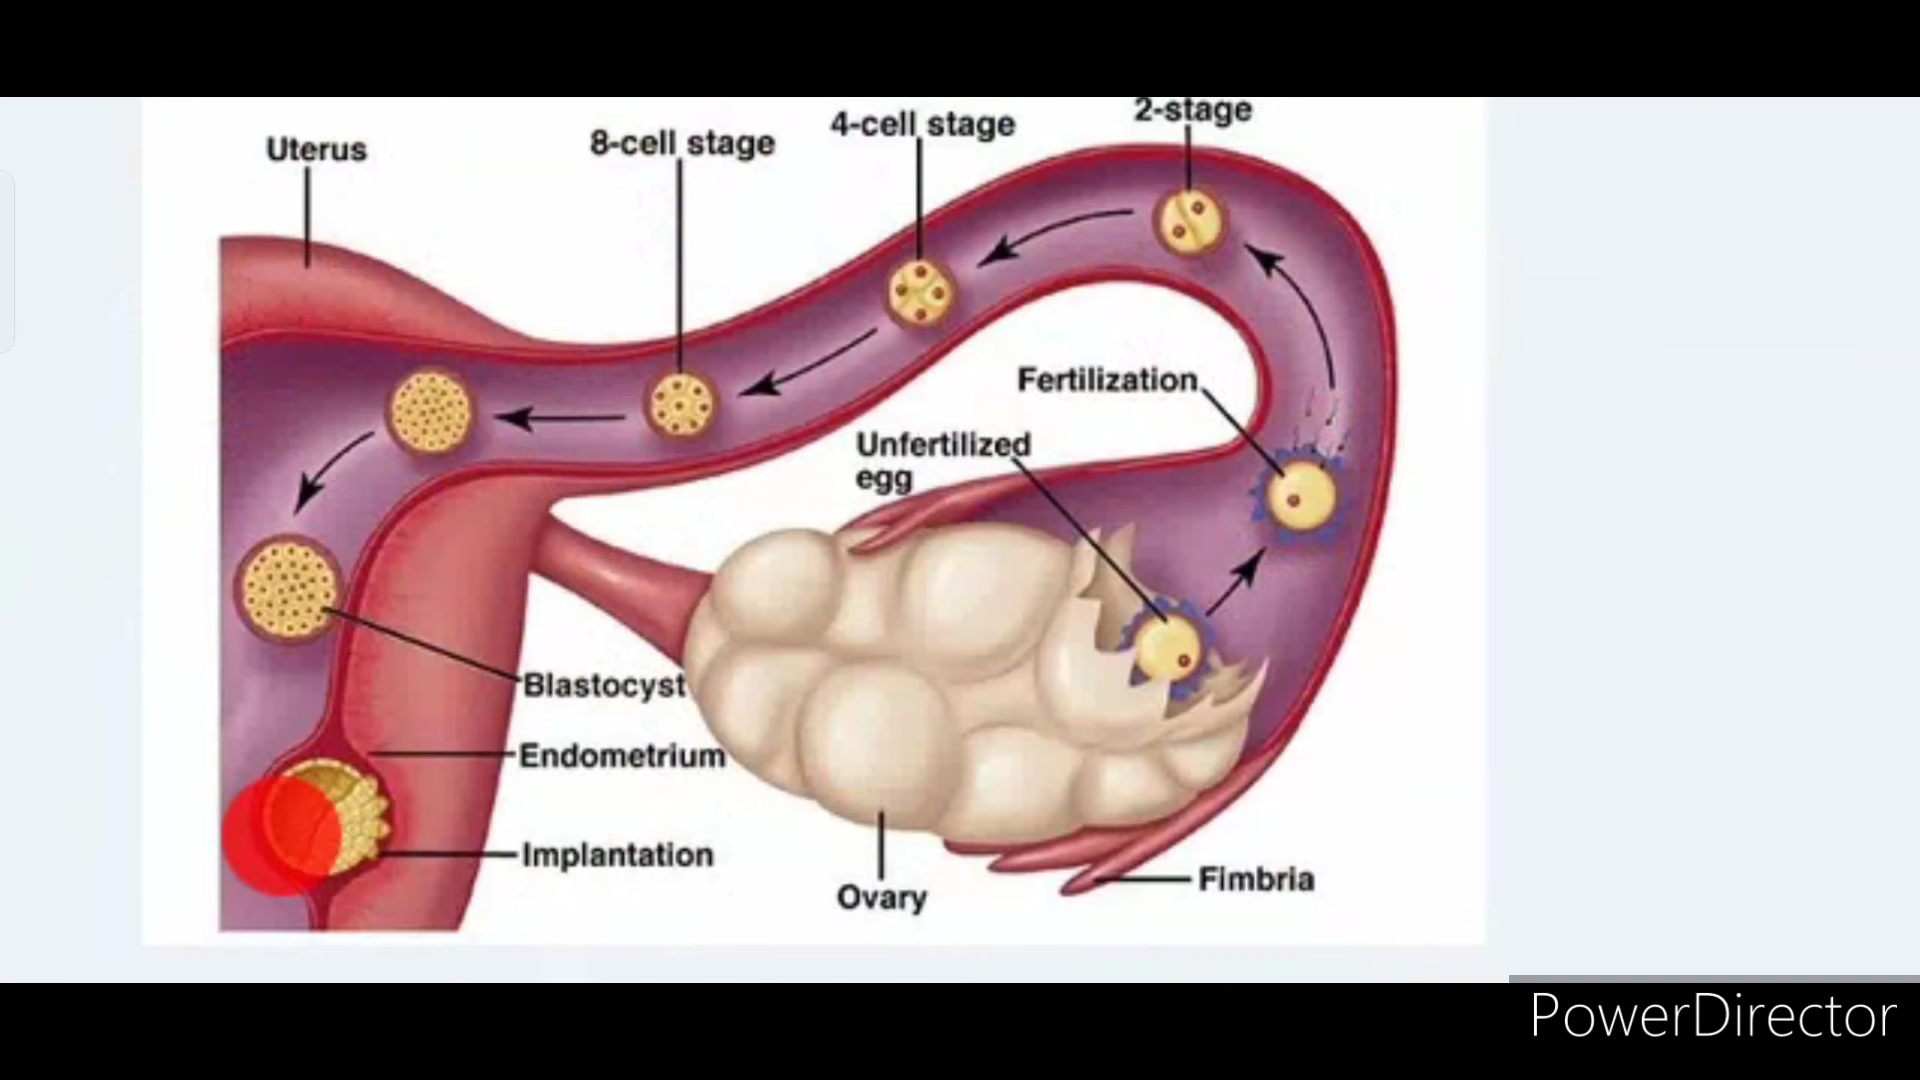 2-stage
4-cell stage
8-cell stage
Uterus
Fertilization
Unfertilized
egg
Blastocyst
Endometrium
Implantation
Ovary
Fimbria
PowerDirector